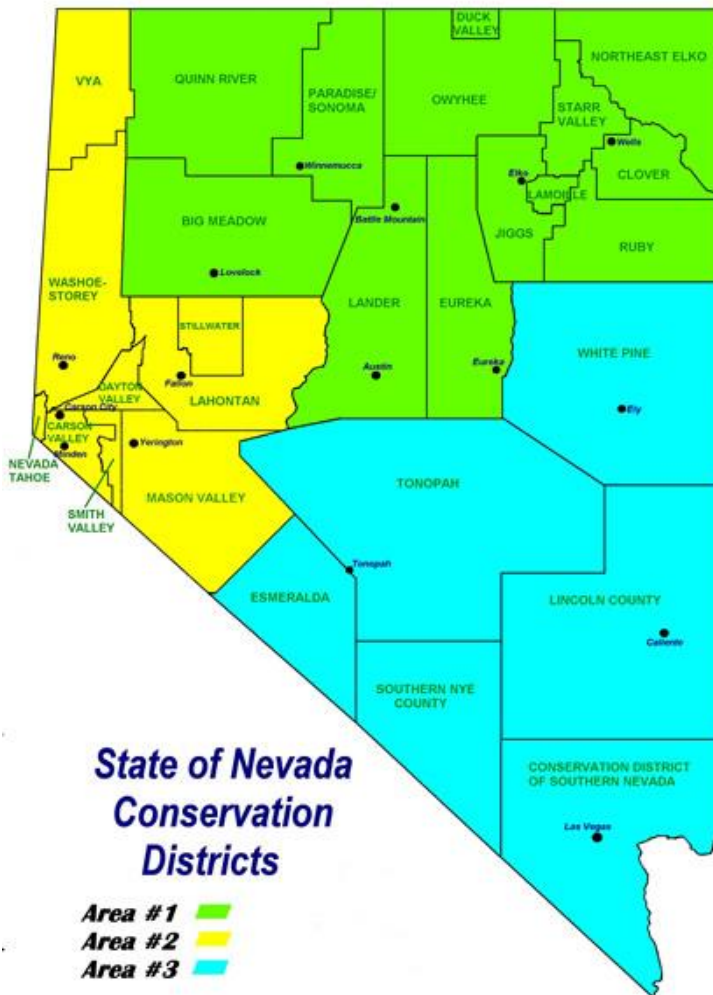 DUCK
VALLEY
VYA
QUINN RIVER
PARADISE/
SONOMA
OWYHEE
NORTHEAST ELKO
STARR
VALLEY
Wells
Winnemucca
Elko
CLOVER
LAMOILLE
BIG MEADOW
Battle Mountain
JIGGS
RUBY
Lovelock
WASHOE-
STOREY
LANDER
EUREKA
STILLWATER
WHITE PINE
Reno
Fallon
Austin
Eureka
DAYTON
VALLEY
LAHONTAN
Carson City
Ely
CARSON
VALLEY
Minden
Yerington
NEVADA
TAHOE
MASON VALLEY
TONOPAH
SMITH
VALLEY
Tonopah
ESMERALDA
LINCOLN COUNTY
Caliente
SOUTHERN NYE
COUNTY
State of Nevada
Conservation
Districts
CONSERVATION DISTRICT
OF SOUTHERN NEVADA
Las Vegas
Area #1
Area #2
Area #3